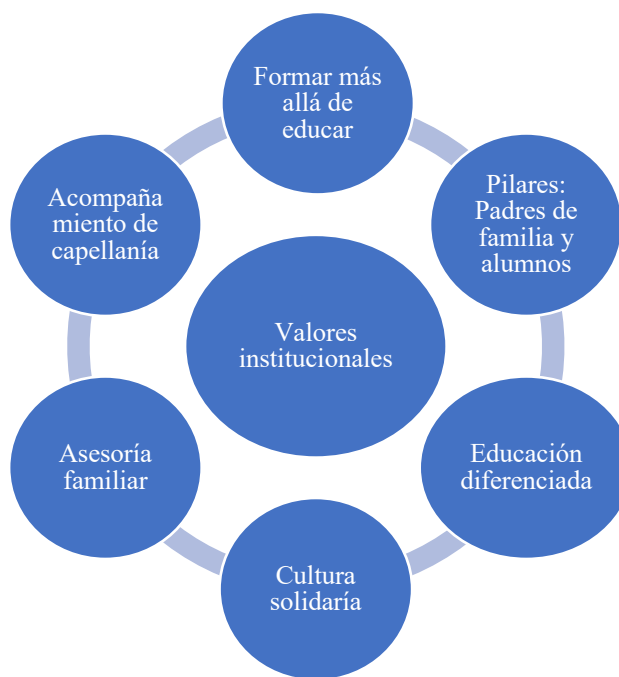 Formar más
allá de
educar
Pilares:
Padres de
familia y
alumnos
Educación
diferenciada
Cultura
solidaría
Asesoría
familiar
Acompaña
miento de
capellanía
Valores
institucionales